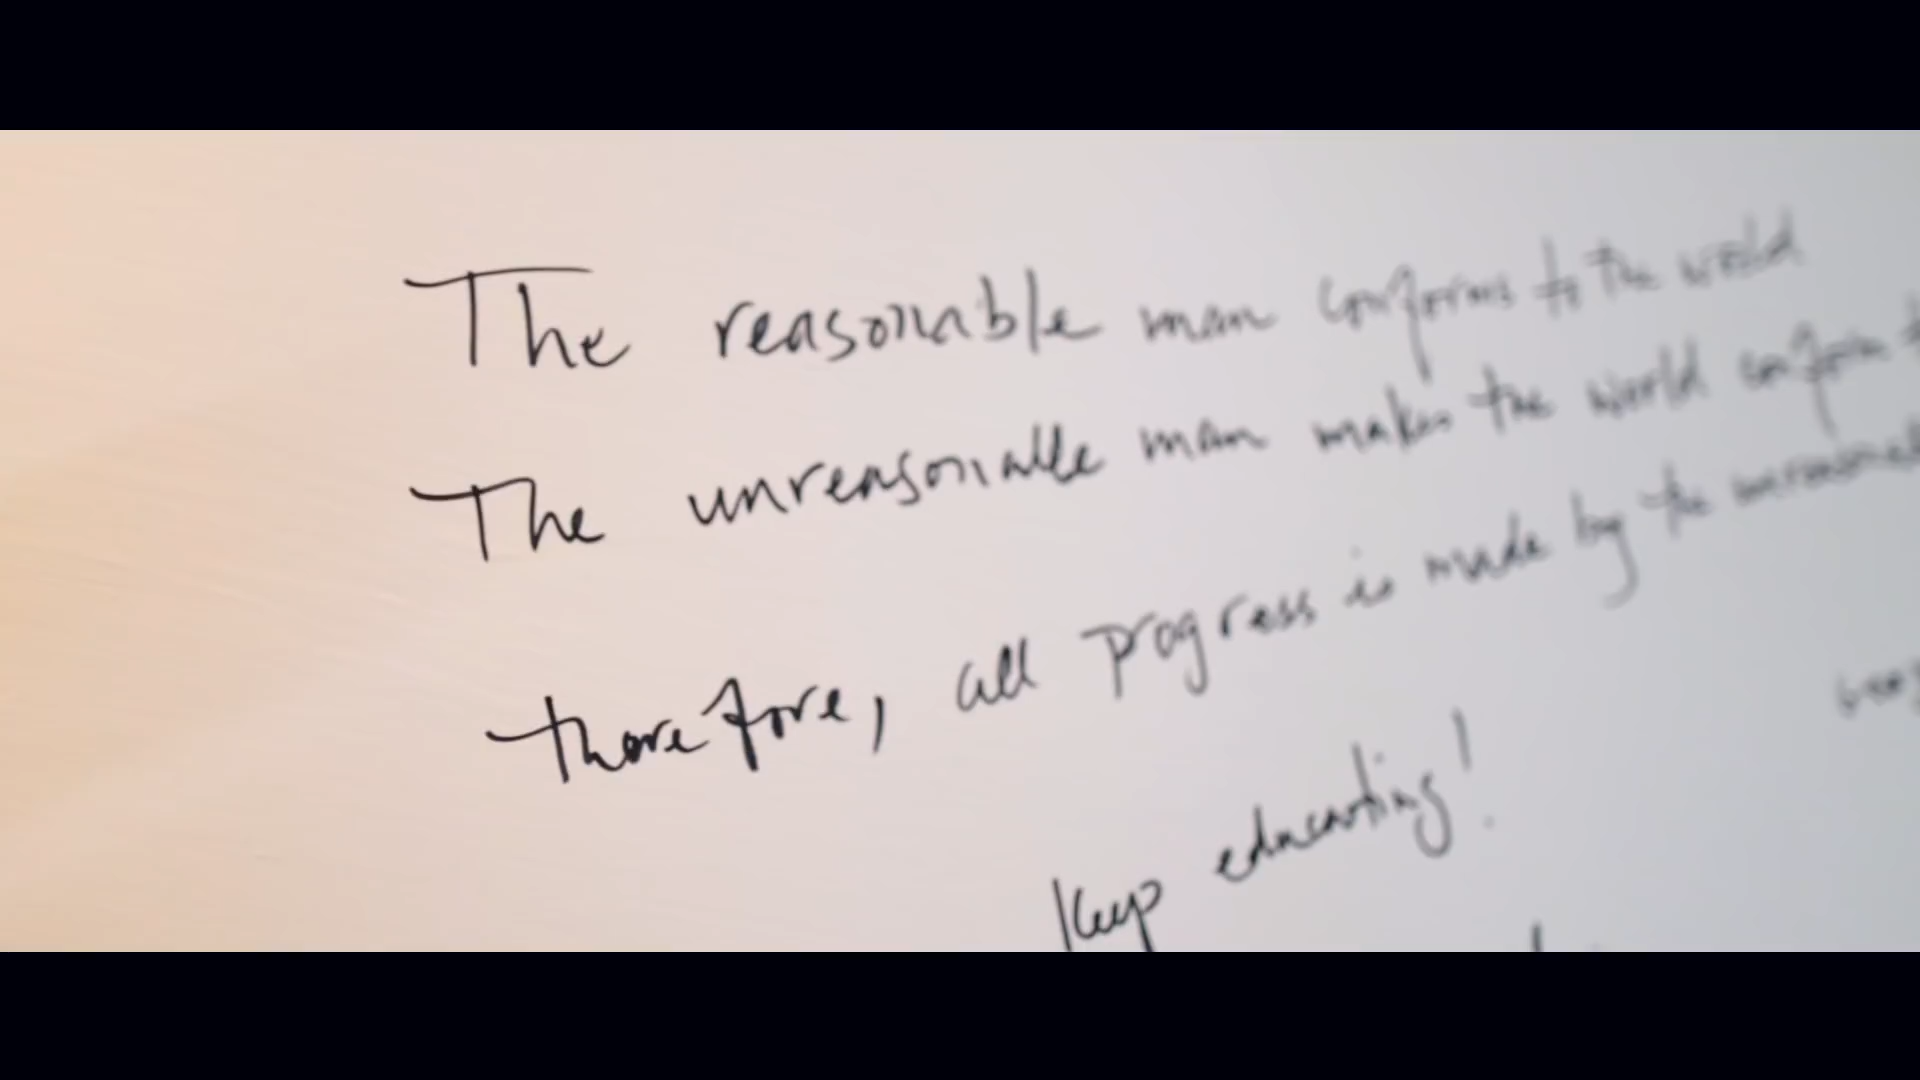 The reasonable man conforms to the world
The unreasonable man makes the world conform
therefore, all progress is made by the
Keep educating!